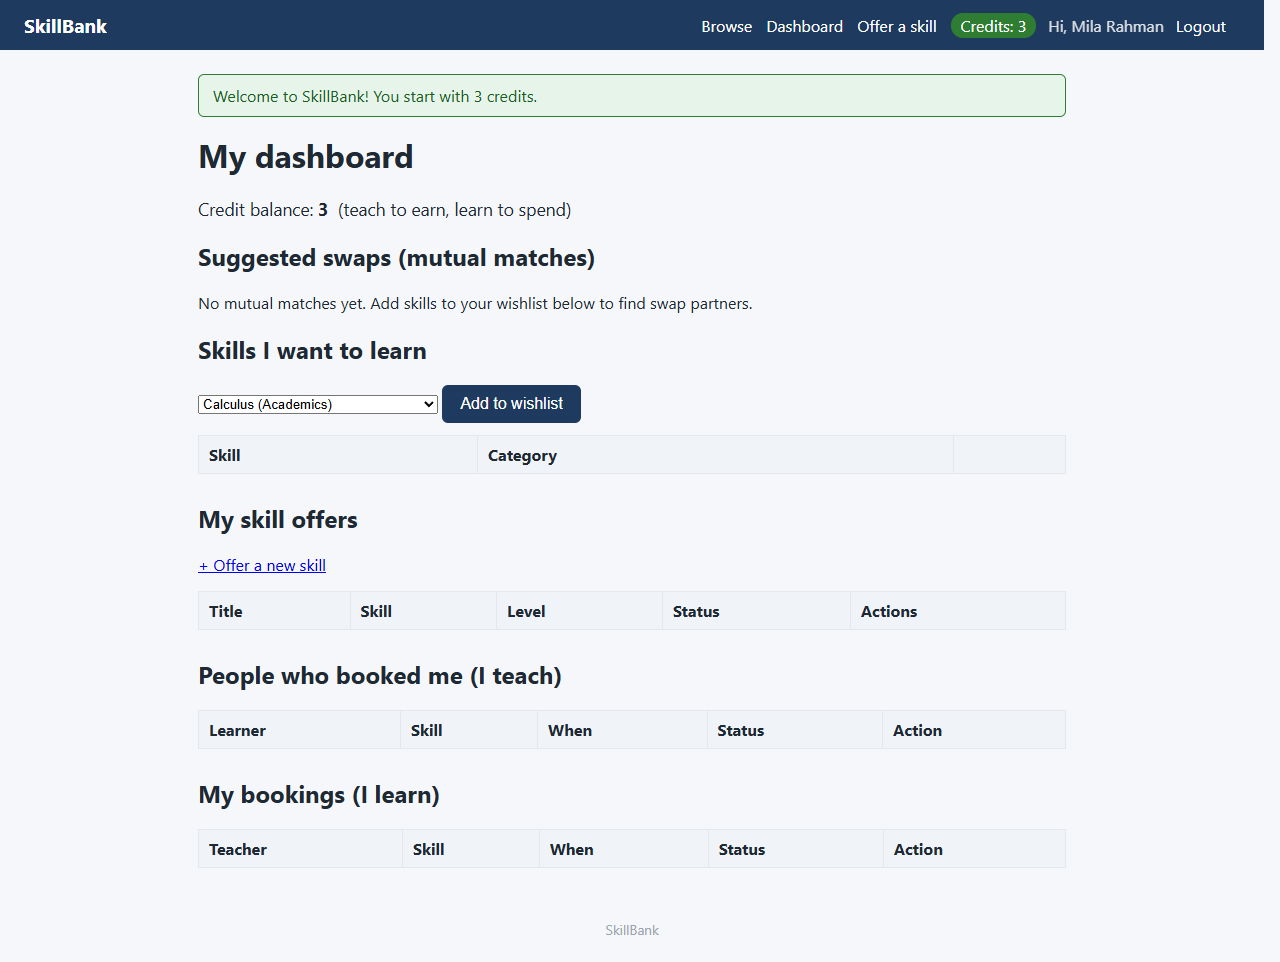 SkillBank Browse Dashboard Offer a skill Credits: 3 Hi, Mila Rahman Logout
Welcome to SkillBank! You start with 3 credits.
My dashboard
Credit balance: 3 (teach to earn, learn to spend)
Suggested swaps (mutual matches)
No mutual matches yet. Add skills to your wishlist below to find swap partners.
Skills I want to learn
Calculus (Academics) Add to wishlist
Skill Category
My skill offers
+ Offer a new skill
Title Skill Level Status Actions
People who booked me (I teach)
Learner Skill When Status Action
My bookings (I learn)
Teacher Skill When Status Action
SkillBank